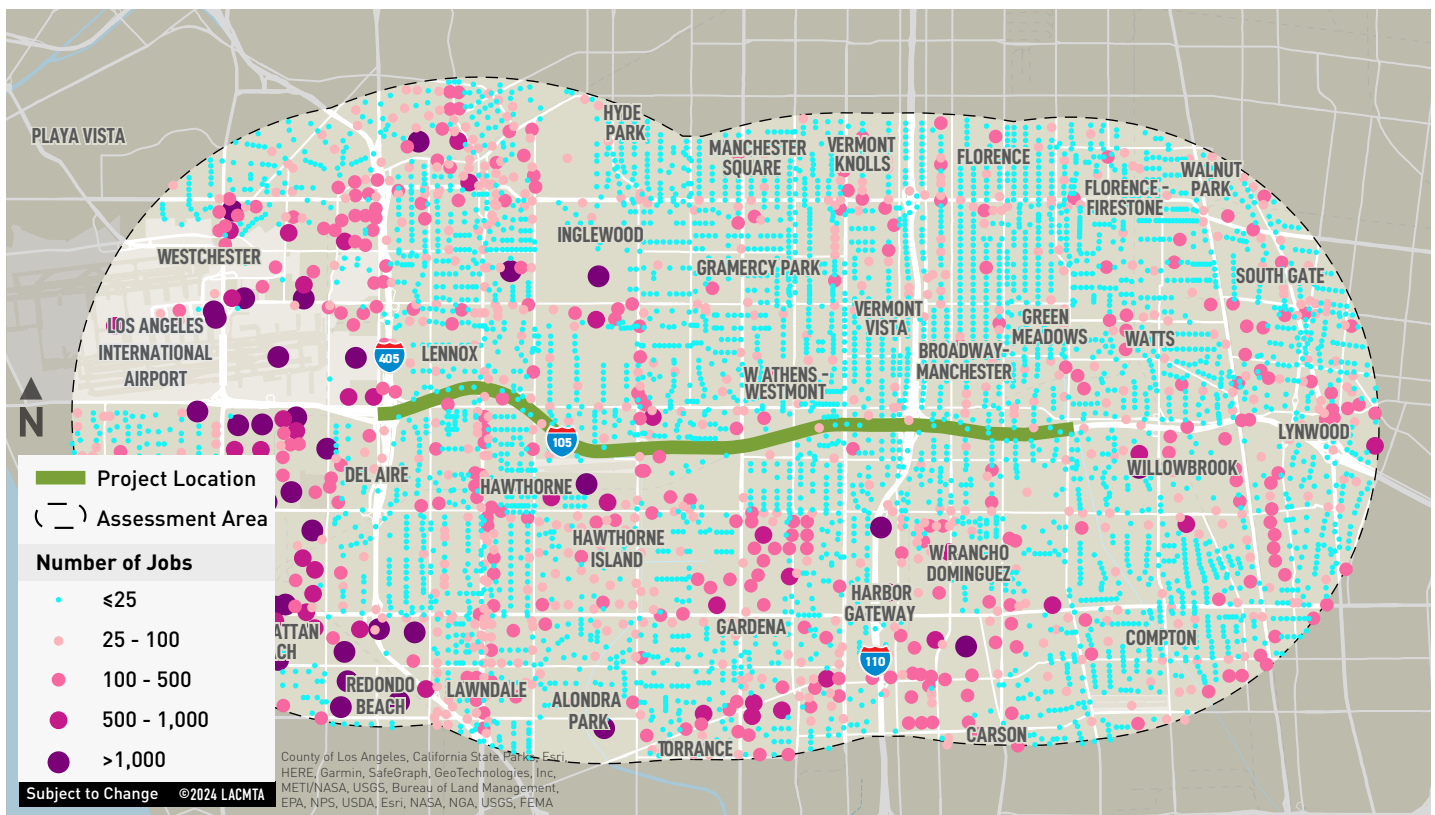 HYDE
PARK
PLAYA VISTA
MANCHESTER
SQUARE
VERMONT
KNOLLS
FLORENCE
WALNUT
PARK
FLORENCE -
FIRESTONE
INGLEWOOD
WESTCHESTER
GRAMERCY PARK
SOUTH GATE
VERMONT
VISTA
GREEN
MEADOWS
LOS ANGELES
INTERNATIONAL
AIRPORT
405
LENNOX
WATTS
BROADWAY-
MANCHESTER
W ATHENS -
WESTMONT
N
105
LYNWOOD
DEL AIRE
WILLOWBROOK
HAWTHORNE
HAWTHORNE
ISLAND
W RANCHO
DOMINGUEZ
HARBOR
GATEWAY
GARDENA
COMPTON
ATTAN
ACH
110
REDONDO
BEACH
LAWNDALE
ALONDRA
PARK
TORRANCE
CARSON
Project Location
Assessment Area
Number of Jobs
≤25
25 - 100
100 - 500
500 - 1,000
>1,000
Subject to Change ©2024 LACMTA
County of Los Angeles, California State Parks, Esri,
HERE, Garmin, SafeGraph, GeoTechnologies, Inc,
METI/NASA, USGS, Bureau of Land Management,
EPA, NPS, USDA, Esri, NASA, NGA, USGS, FEMA